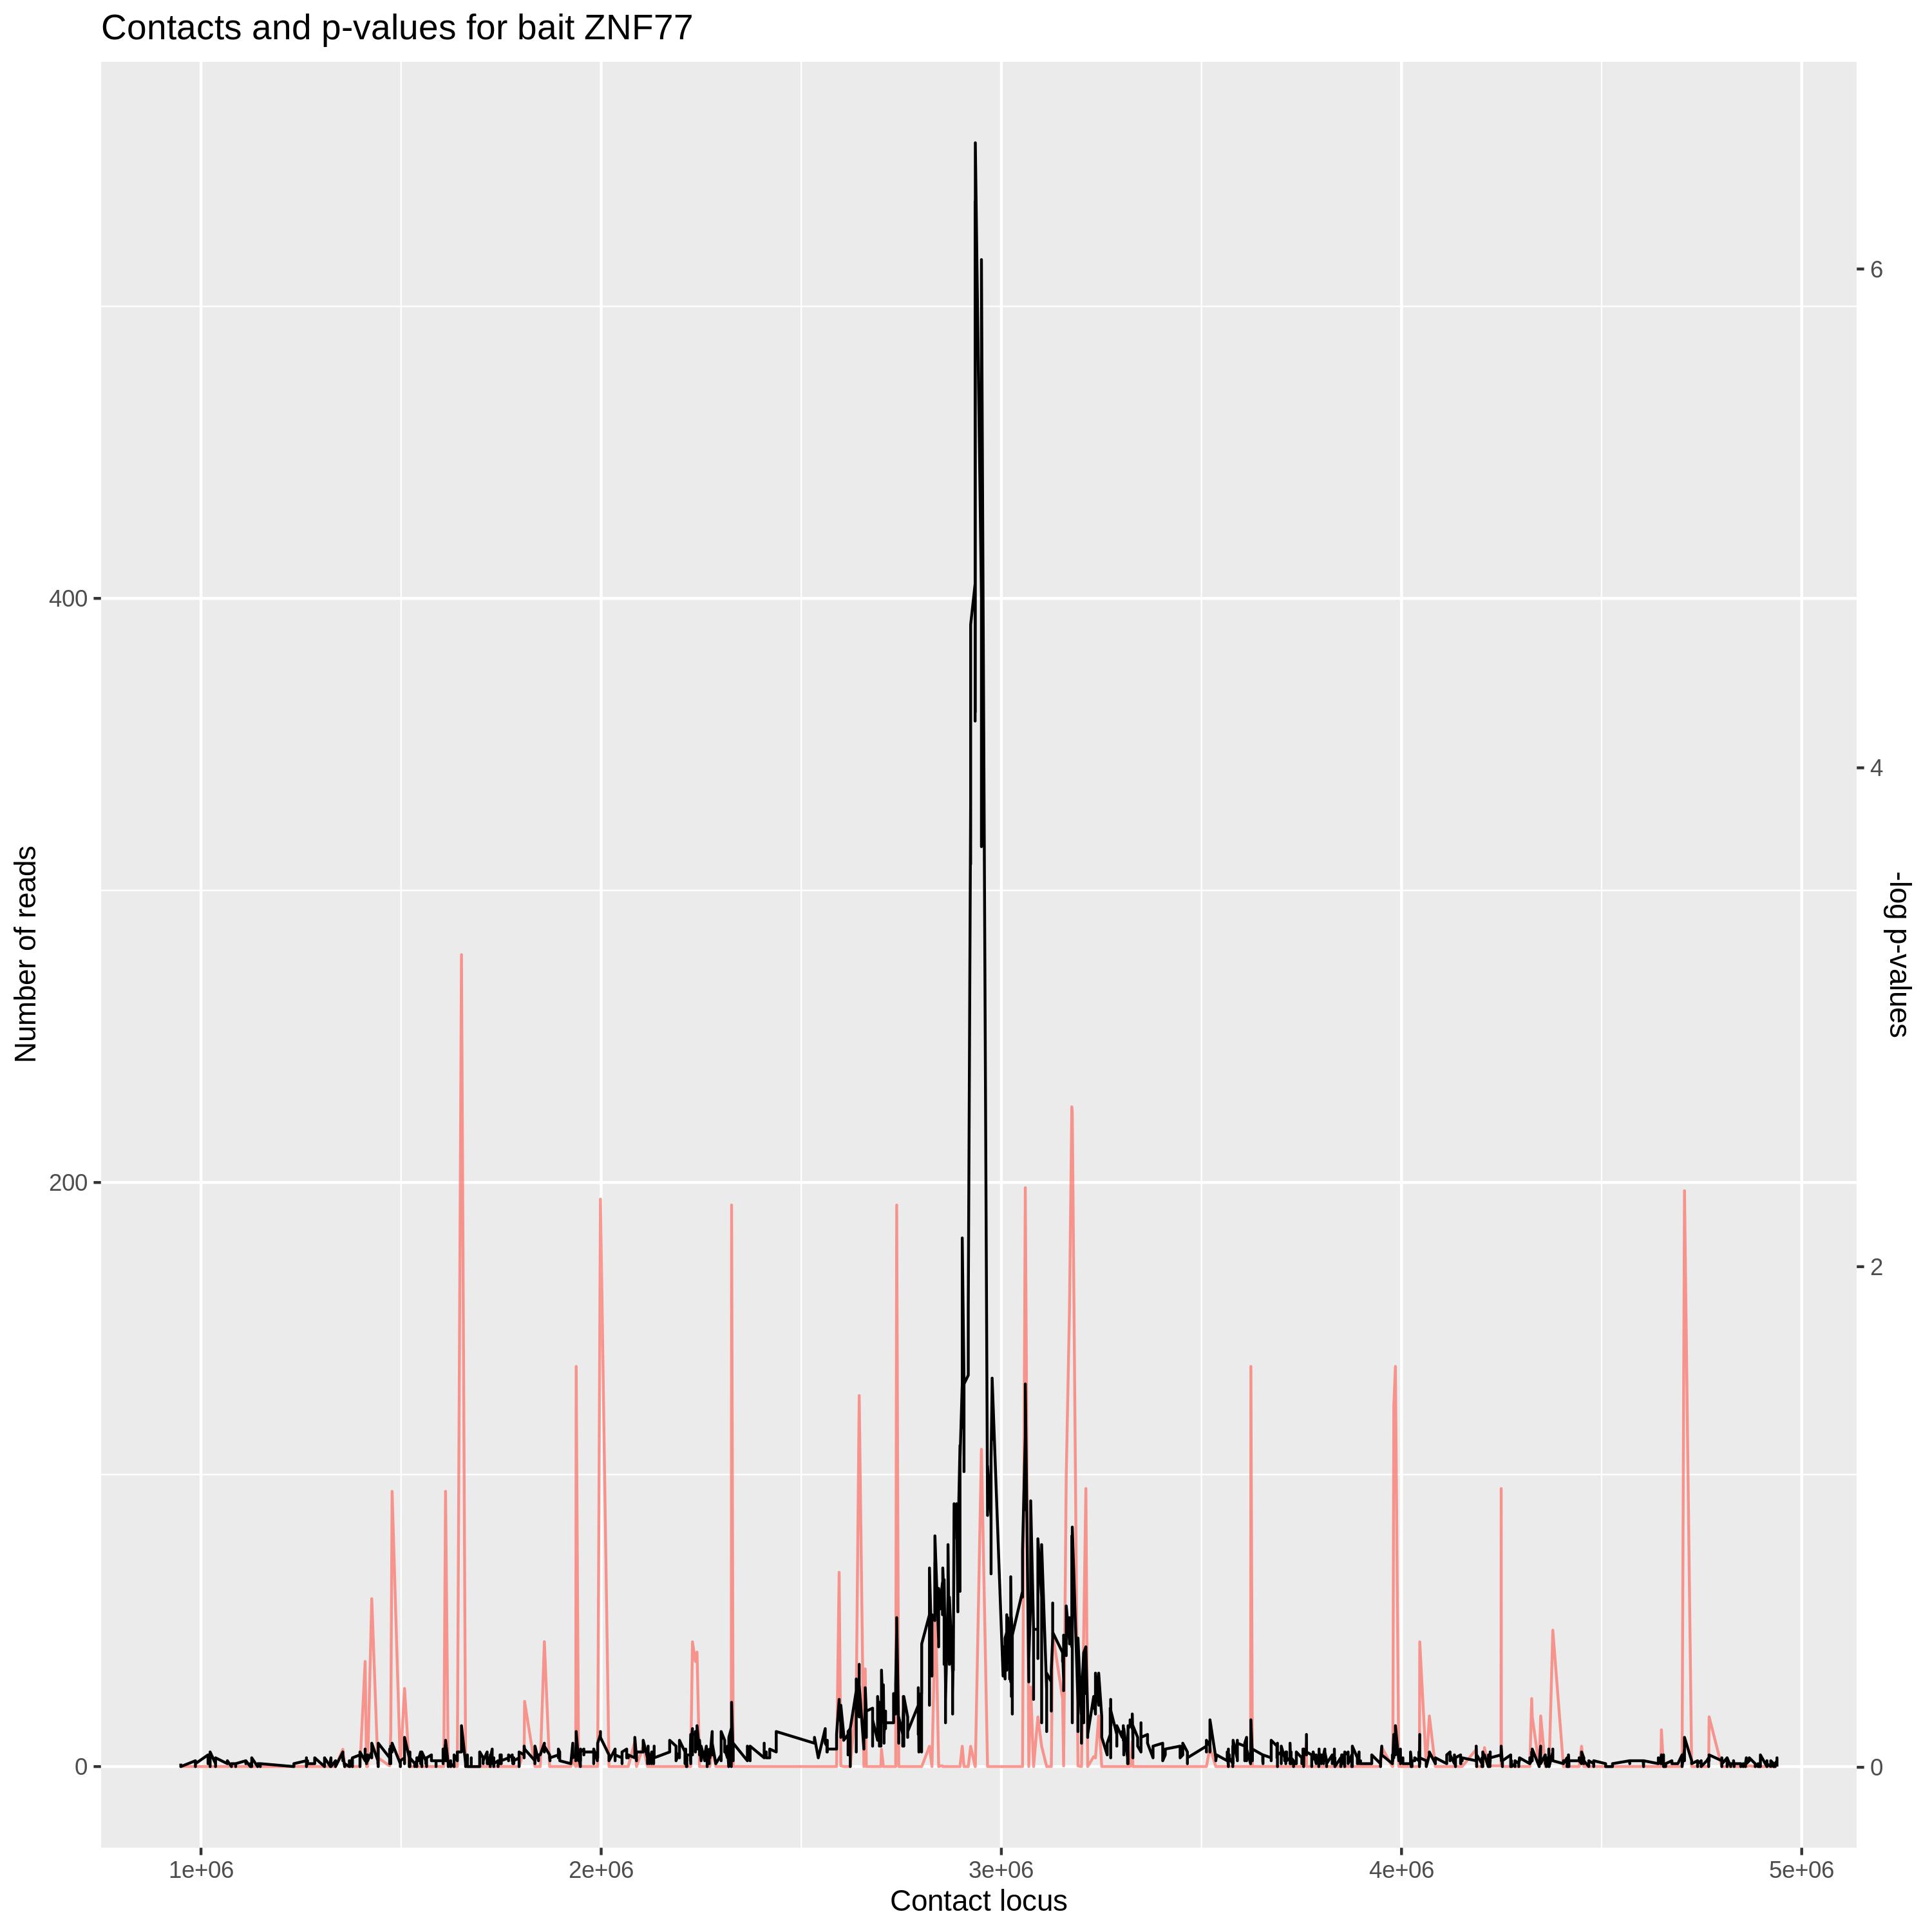 Contacts and p-values for bait ZNF77
Number of reads
400
200
0
6
4
2
0
-log p-values
1e+06
2e+06
3e+06
4e+06
5e+06
Contact locus